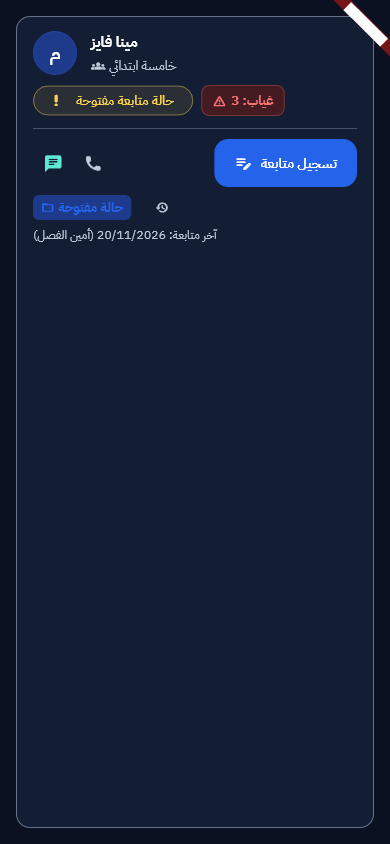 م
مينا فايز
خامسة ابتدائي
حالة متابعة مفتوحة
غياب: 3
تسجيل متابعة
حالة مفتوحة
آخر متابعة: 20/11/2026 (أمين الفصل)